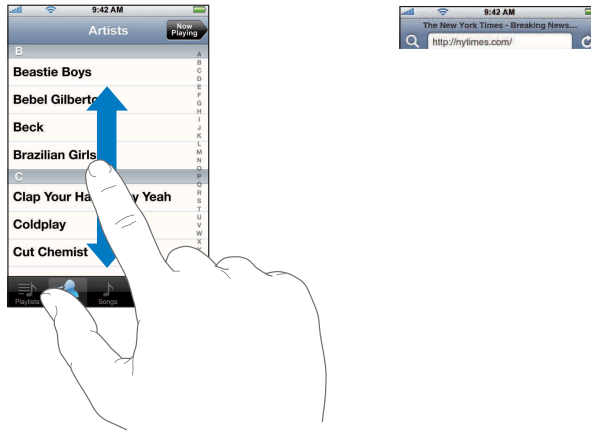 9:42 AM
Artists
Now
Playing
B
Beastie Boys
Bebel Gilberto
Beck
Brazilian Girls
C
Clap Your Ha y Yeah
Coldplay
Cut Chemist
A
B
C
D
E
F
G
H
I
J
K
L
M
N
O
P
Q
R
S
T
U
V
W
X
Playlists
Songs
9:42 AM
The New York Times - Breaking News...
http://nytimes.com/